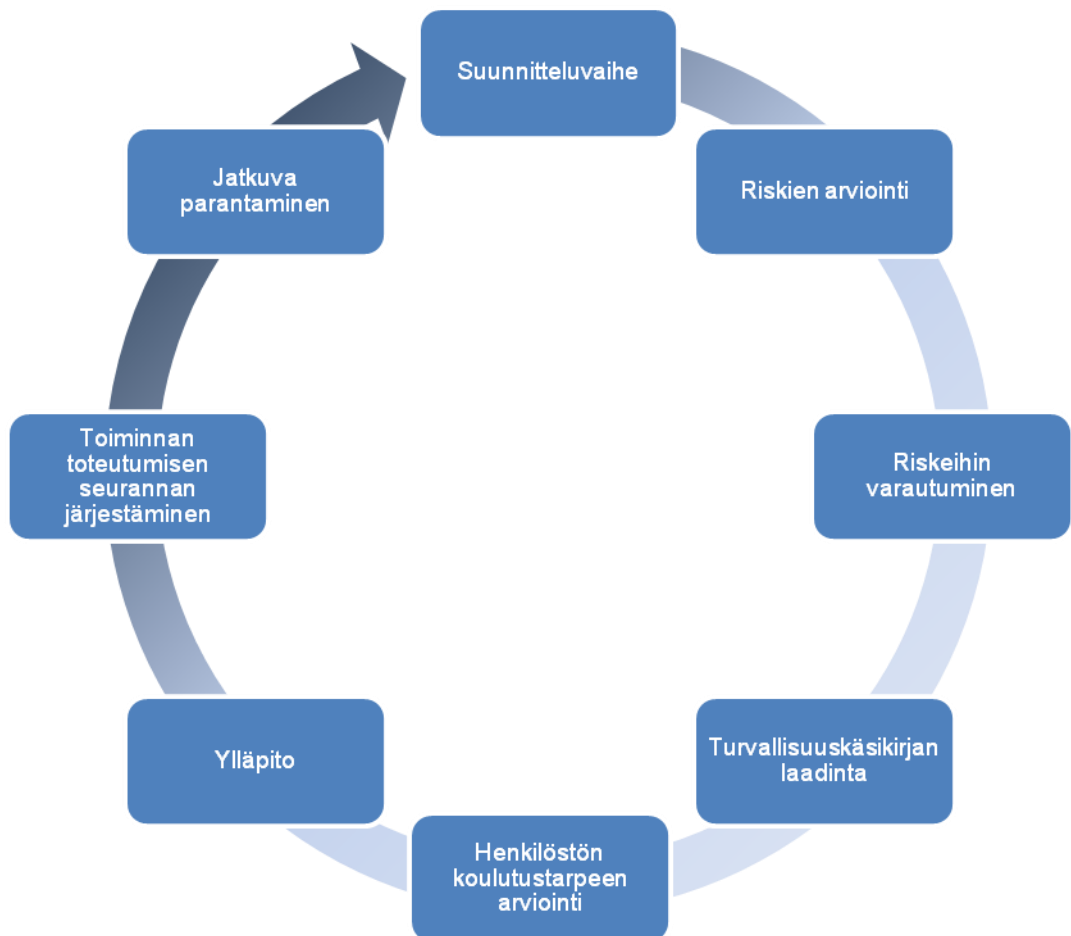 Suunnitteluvaihe
Riskien arviointi
Riskeihin
varautuminen
Turvallisuuskäsikirjan
laadinta
Henkilöstön
koulutustarpeen
arviointi
Ylläpito
Toiminnan
toteutumisen
seurannan
järjestäminen
Jatkuva
parantaminen